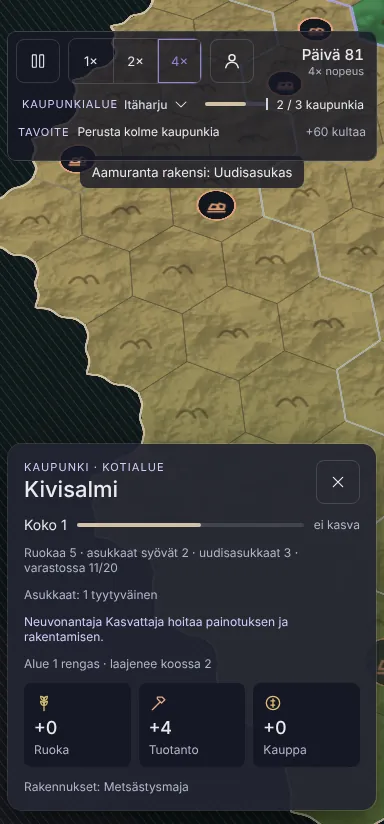 1× 2× 4×
Päivä 81
4× nopeus
KAUPUNKIALUE Itäharju 2 / 3 kaupunkia
TAVOITE Perusta kolme kaupunkia +60 kultaa
Aamuranta rakensi: Uudisasukas
KAUPUNKI · KOTIALUE
Kivisalmi
Koko 1 ei kasva
Ruokaa 5 · asukkaat syövät 2 · uudisasukkaat 3 ·
varastossa 11/20
Asukkaat: 1 tyytyväinen
Neuvonantaja Kasvattaja hoitaa painotuksen ja
rakentamisen.
Alue 1 rengas · laajenee koossa 2
+0 +4 +0
Ruoka Tuotanto Kauppa
Rakennukset: Metsästysmaja